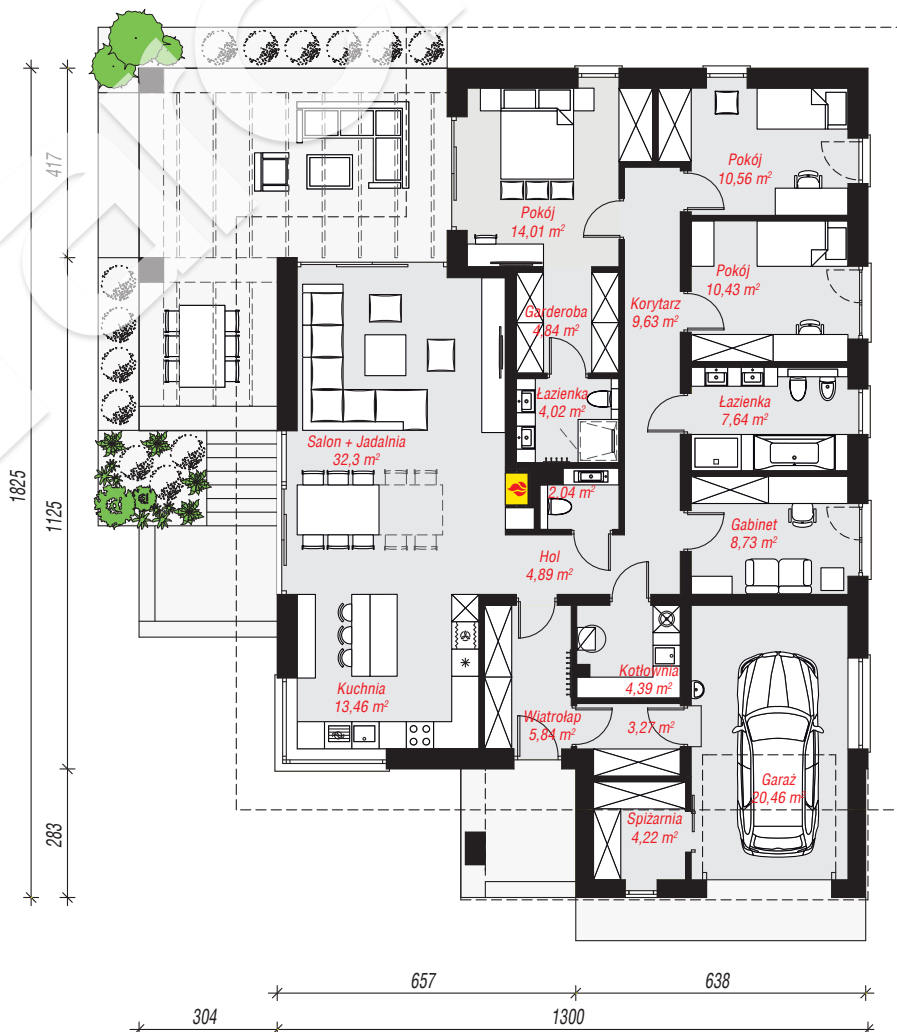 Pokój
14,01 m²
Pokój
10,56 m²
Pokój
10,43 m²
Korytarz
9,63 m²
Garderoba
4,84 m²
Łazienka
4,02 m²
Łazienka
7,64 m²
Salon + Jadalnia
32,3 m²
2,04 m²
Gabinet
8,73 m²
Hol
4,89 m²
Kuchnia
13,46 m²
Kotłownia
4,39 m²
Wiatrołap
5,84 m²
3,27 m²
Garaż
20,46 m²
Spiżarnia
4,22 m²
417
1825
1125
283
657
638
304
1300